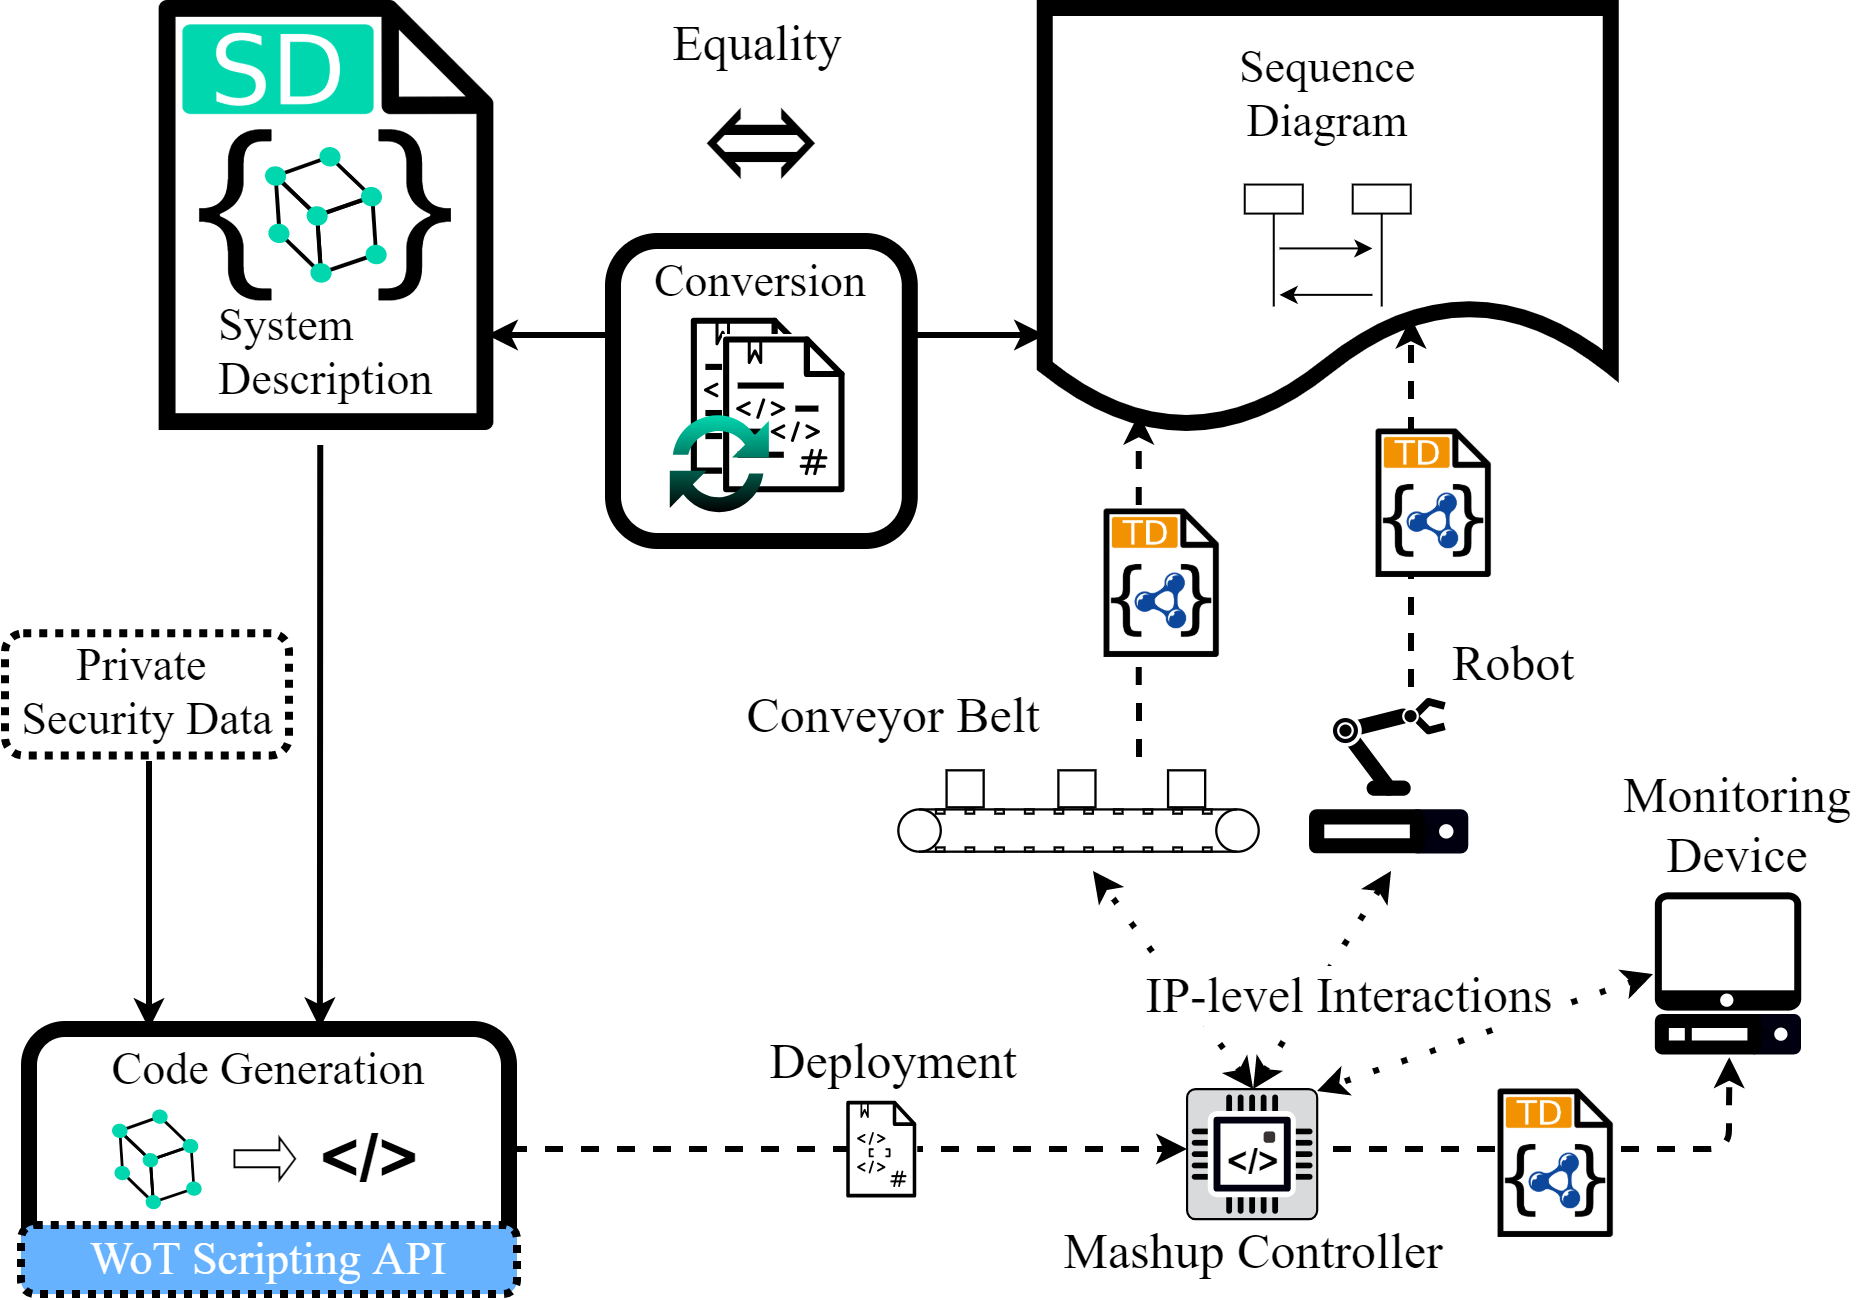 SD
Equality
Sequence
Diagram
{ }
System
Description
Conversion
<
</>
</>
#
TD
{ }
TD
{ }
Private
Security Data
Robot
Conveyor Belt
Monitoring
Device
IP-level Interactions
Code Generation
</>
WoT Scripting API
Deployment
</>
[ ]
</>
#
</>
Mashup Controller
TD
{ }